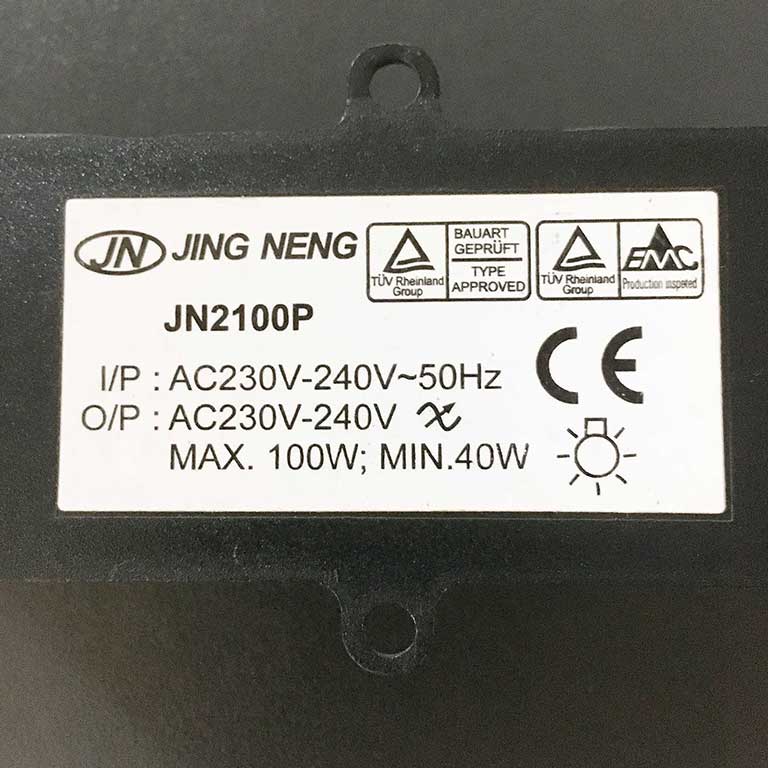 JN JING NENG
TÜV Rheinland
Group
BAUART
GEPRÜFT
TYPE
APPROVED
TÜV Rheinland
Group
EMC
Production inspeted
JN2100P
I/P : AC230V-240V~50Hz
O/P : AC230V-240V
MAX. 100W; MIN.40W
CE